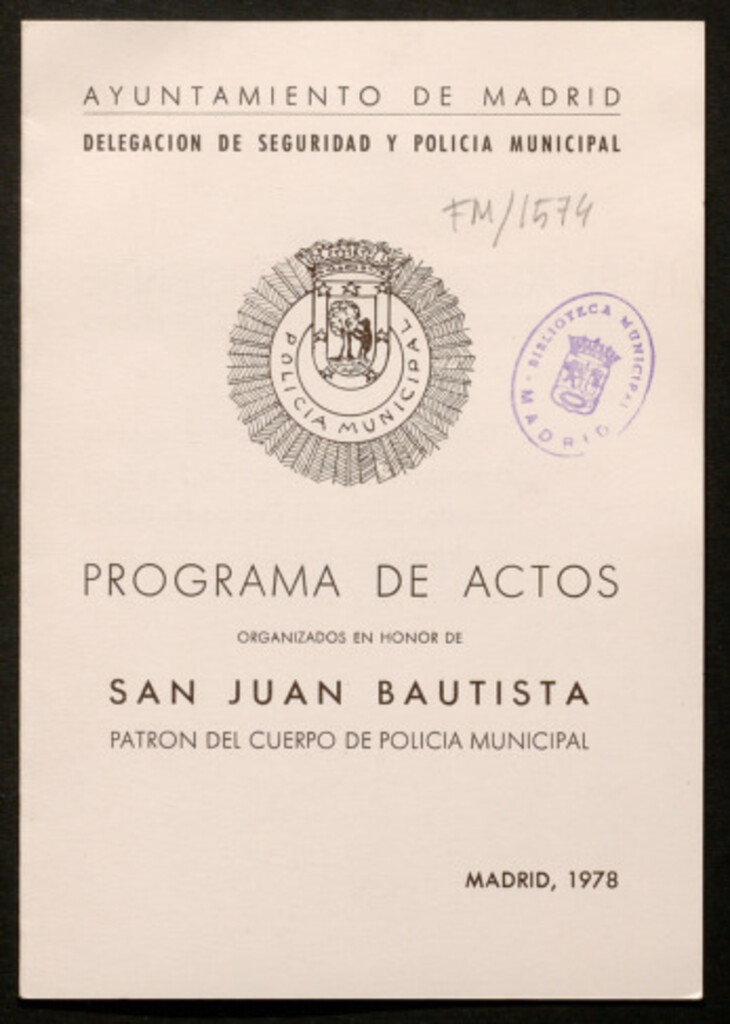 AYUNTAMIENTO DE MADRID
DELEGACION DE SEGURIDAD Y POLICIA MUNICIPAL
FM/1574
POLICIA MUNICIPAL
BIBLIOTECA MUNICIPAL
MADRID
PROGRAMA DE ACTOS
ORGANIZADOS EN HONOR DE
SAN JUAN BAUTISTA
PATRON DEL CUERPO DE POLICIA MUNICIPAL
MADRID, 1978